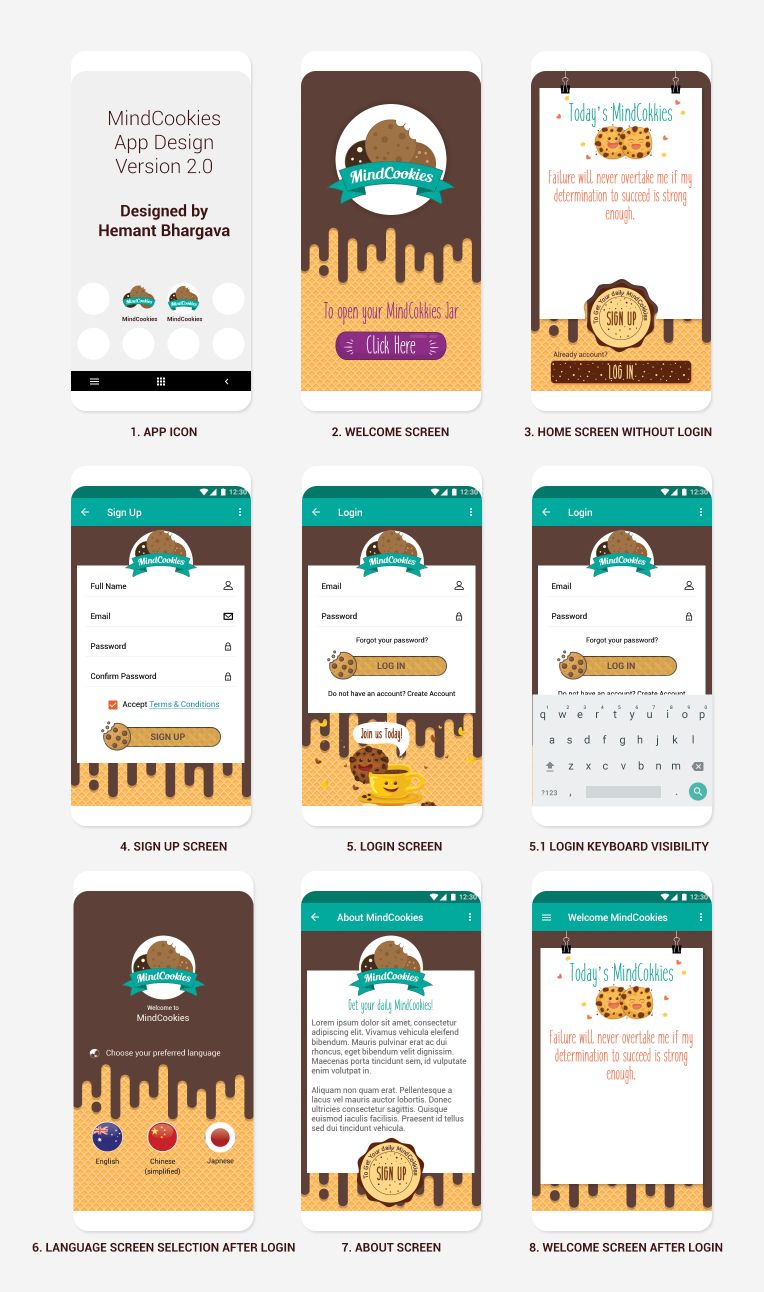 MindCookies
App Design
Version 2.0
Designed by
Hemant Bhargava
MindCookies
MindCookies
MindCookies
MindCookies
1. APP ICON
MindCookies
To open your MindCokkies Jar
Click Here
2. WELCOME SCREEN
Today's MindCokkies
Failure will never overtake me if my
determination to succeed is strong
enough.
To Get Your daily MindCookies
SIGN UP
Already account?
LOG IN
3. HOME SCREEN WITHOUT LOGIN
12:30
Sign Up
MindCookies
Full Name
Email
Password
Confirm Password
Accept Terms & Conditions
SIGN UP
4. SIGN UP SCREEN
12:30
Login
MindCookies
Email
Password
Forgot your password?
LOG IN
Do not have an account? Create Account
Join us Today!
5. LOGIN SCREEN
12:30
Login
MindCookies
Email
Password
Forgot your password?
LOG IN
Do not have an account? Create Account
1 2 3 4 5 6 7 8 9 0
q w e r t y u i o p
a s d f g h j k l
z x c v b n m
?123 , .
5.1 LOGIN KEYBOARD VISIBILITY
MindCookies
Welcome to
MindCookies
Choose your preferred language
English
Chinese
(simplified)
Japnese
6. LANGUAGE SCREEN SELECTION AFTER LOGIN
12:30
About MindCookies
MindCookies
Get your daily MindCookies!
Lorem ipsum dolor sit amet, consectetur
adipiscing elit. Vivamus vehicula eleifend
bibendum. Mauris pulvinar erat ac dui
rhoncus, eget bibendum velit dignissim.
Maecenas porta tincidunt sem, id vulputate
enim volutpat in.
Aliquam non quam erat. Pellentesque a
lacus vel mauris auctor lobortis. Donec
ultricies consectetur sagittis. Quisque
euismod iaculis facilisis. Praesent id tellus
sed dui tincidunt vehicula.
To Get Your daily MindCookies
SIGN UP
7. ABOUT SCREEN
12:30
Welcome MindCookies
Today's MindCokkies
Failure will never overtake me if my
determination to succeed is strong
enough.
8. WELCOME SCREEN AFTER LOGIN